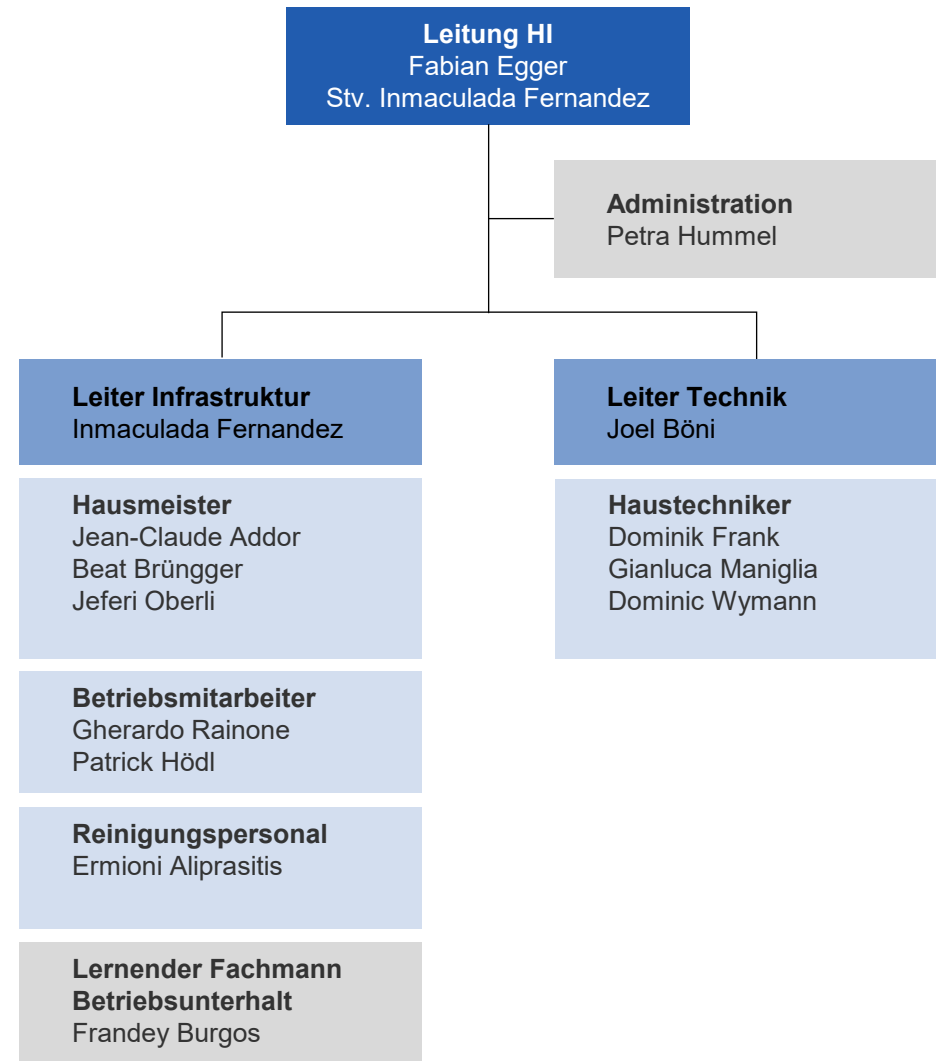 Leitung HI
Fabian Egger
Stv. Inmaculada Fernandez
Administration
Petra Hummel
Leiter Infrastruktur
Inmaculada Fernandez
Hausmeister
Jean-Claude Addor
Beat Brüngger
Jeferi Oberli
Betriebsmitarbeiter
Gherardo Rainone
Patrick Hödl
Reinigungspersonal
Ermioni Aliprasitis
Lernender Fachmann
Betriebsunterhalt
Frandey Burgos
Leiter Technik
Joel Böni
Haustechniker
Dominik Frank
Gianluca Maniglia
Dominic Wymann